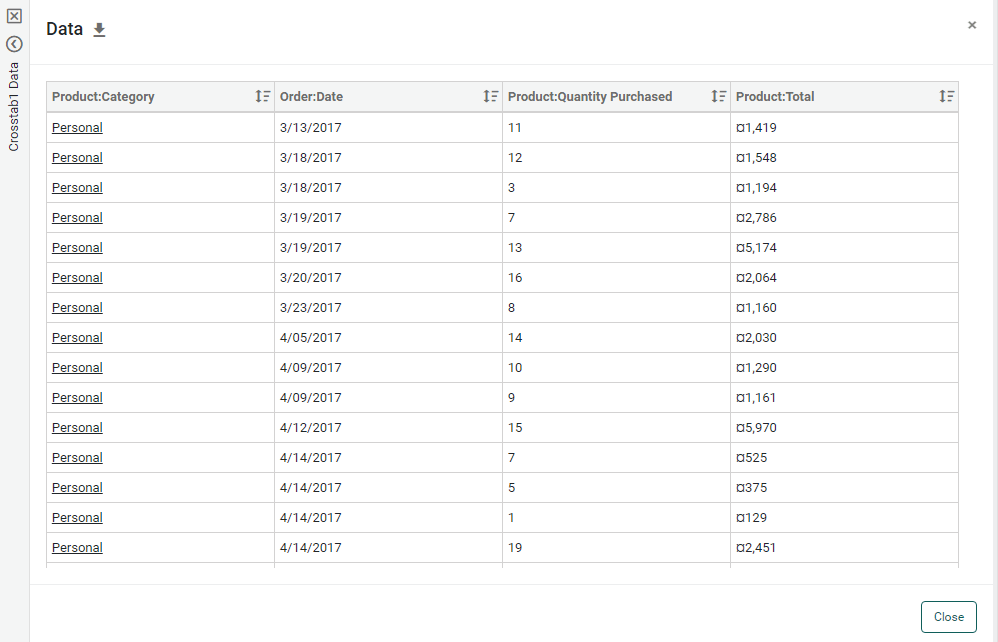 Data
×
Crosstab1 Data
Product:Category Order:Date Product:Quantity Purchased Product:Total
Personal 3/13/2017 11 ¤1,419
Personal 3/18/2017 12 ¤1,548
Personal 3/18/2017 3 ¤1,194
Personal 3/19/2017 7 ¤2,786
Personal 3/19/2017 13 ¤5,174
Personal 3/20/2017 16 ¤2,064
Personal 3/23/2017 8 ¤1,160
Personal 4/05/2017 14 ¤2,030
Personal 4/09/2017 10 ¤1,290
Personal 4/09/2017 9 ¤1,161
Personal 4/12/2017 15 ¤5,970
Personal 4/14/2017 7 ¤525
Personal 4/14/2017 5 ¤375
Personal 4/14/2017 1 ¤129
Personal 4/14/2017 19 ¤2,451
Close